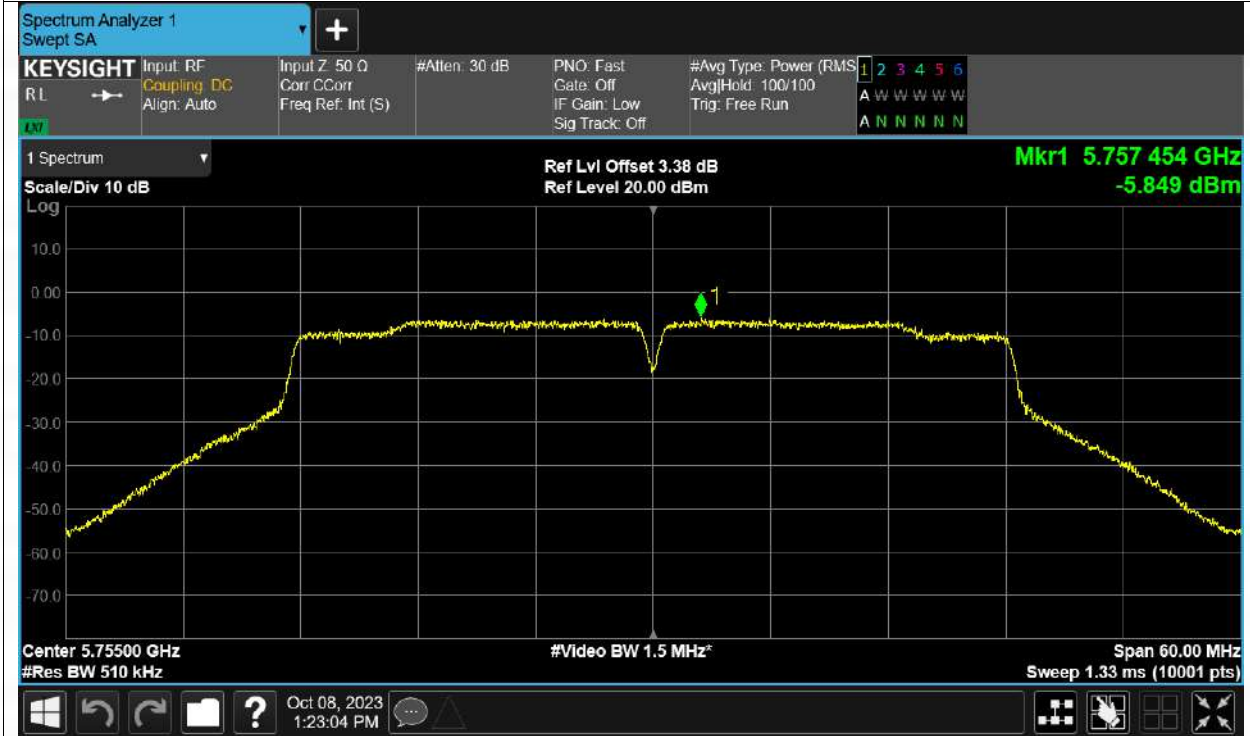 Spectrum Analyzer 1
Swept SA
+
KEYSIGHT
RL
LXI
Input: RF
Coupling: DC
Align: Auto
Input Z: 50 Ω
Corr CCorr
Freq Ref: Int (S)
#Atten: 30 dB
PNO: Fast
Gate: Off
IF Gain: Low
Sig Track: Off
#Avg Type: Power (RMS
Avg|Hold: 100/100
Trig: Free Run
1 2 3 4 5 6
A W W W W W
A N N N N N
1 Spectrum
Scale/Div 10 dB
Log
Ref Lvl Offset 3.38 dB
Ref Level 20.00 dBm
Mkr1 5.757 454 GHz
-5.849 dBm
10.0
0.00
-10.0
-20.0
-30.0
-40.0
-50.0
-60.0
-70.0
1
Center 5.75500 GHz
#Res BW 510 kHz
#Video BW 1.5 MHz*
Span 60.00 MHz
Sweep 1.33 ms (10001 pts)
?
Oct 08, 2023
1:23:04 PM